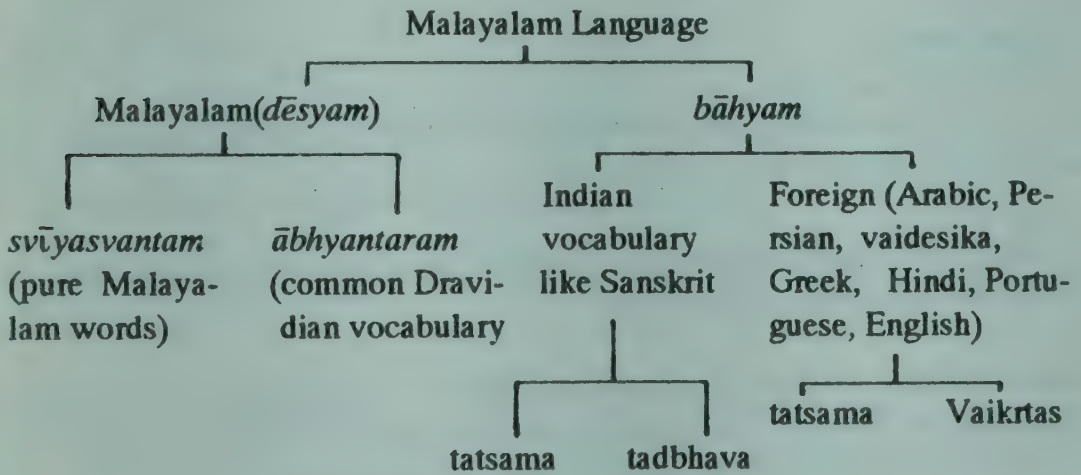 Malayalam Language
Malayalam(dēsyam)
bāhyam
svīyasvantam
(pure Malaya-
lam words)
ābhyantaram
(common Dravi-
dian vocabulary
Indian
vocabulary
like Sanskrit
Foreign (Arabic, Pe-
rsian, vaidesika,
Greek, Hindi, Portu-
guese, English)
tatsama
tadbhava
tatsama
Vaikrtas